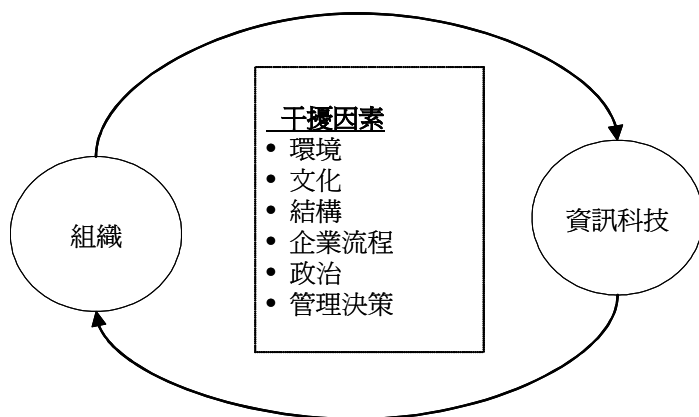 干擾因素
• 環境
• 文化
• 結構
• 企業流程
• 政治
• 管理決策
組織
資訊科技